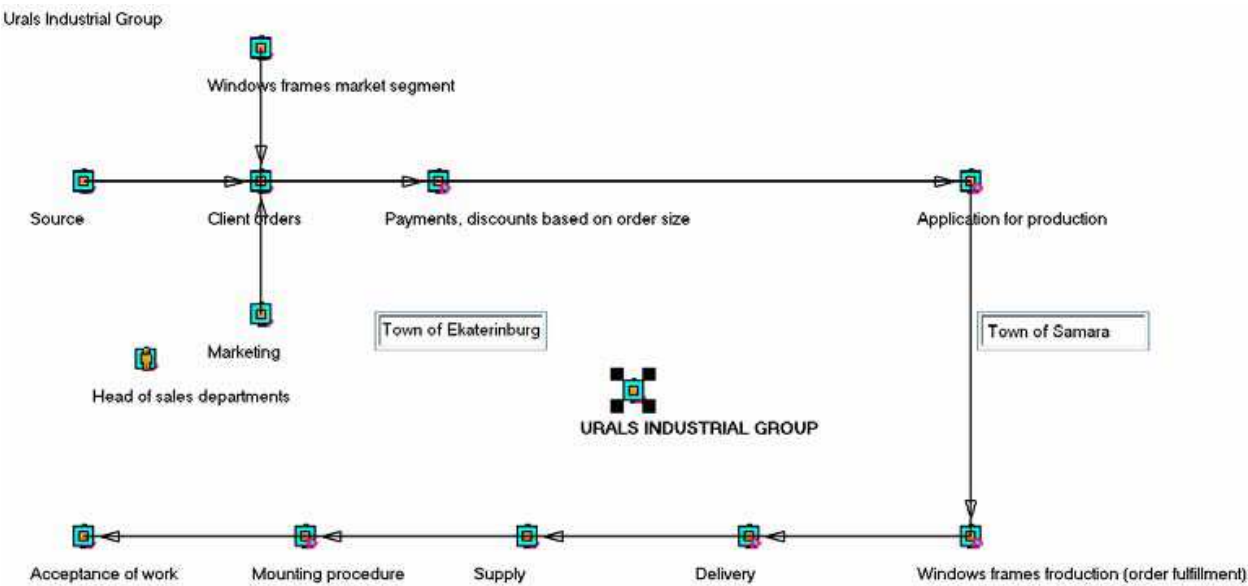 Urals Industrial Group
Windows frames market segment
Source
Client orders
Payments, discounts based on order size
Application for production
Town of Ekaterinburg
Town of Samara
Marketing
Head of sales departments
URALS INDUSTRIAL GROUP
Acceptance of work
Mounting procedure
Supply
Delivery
Windows frames froduction (order fulfillment)